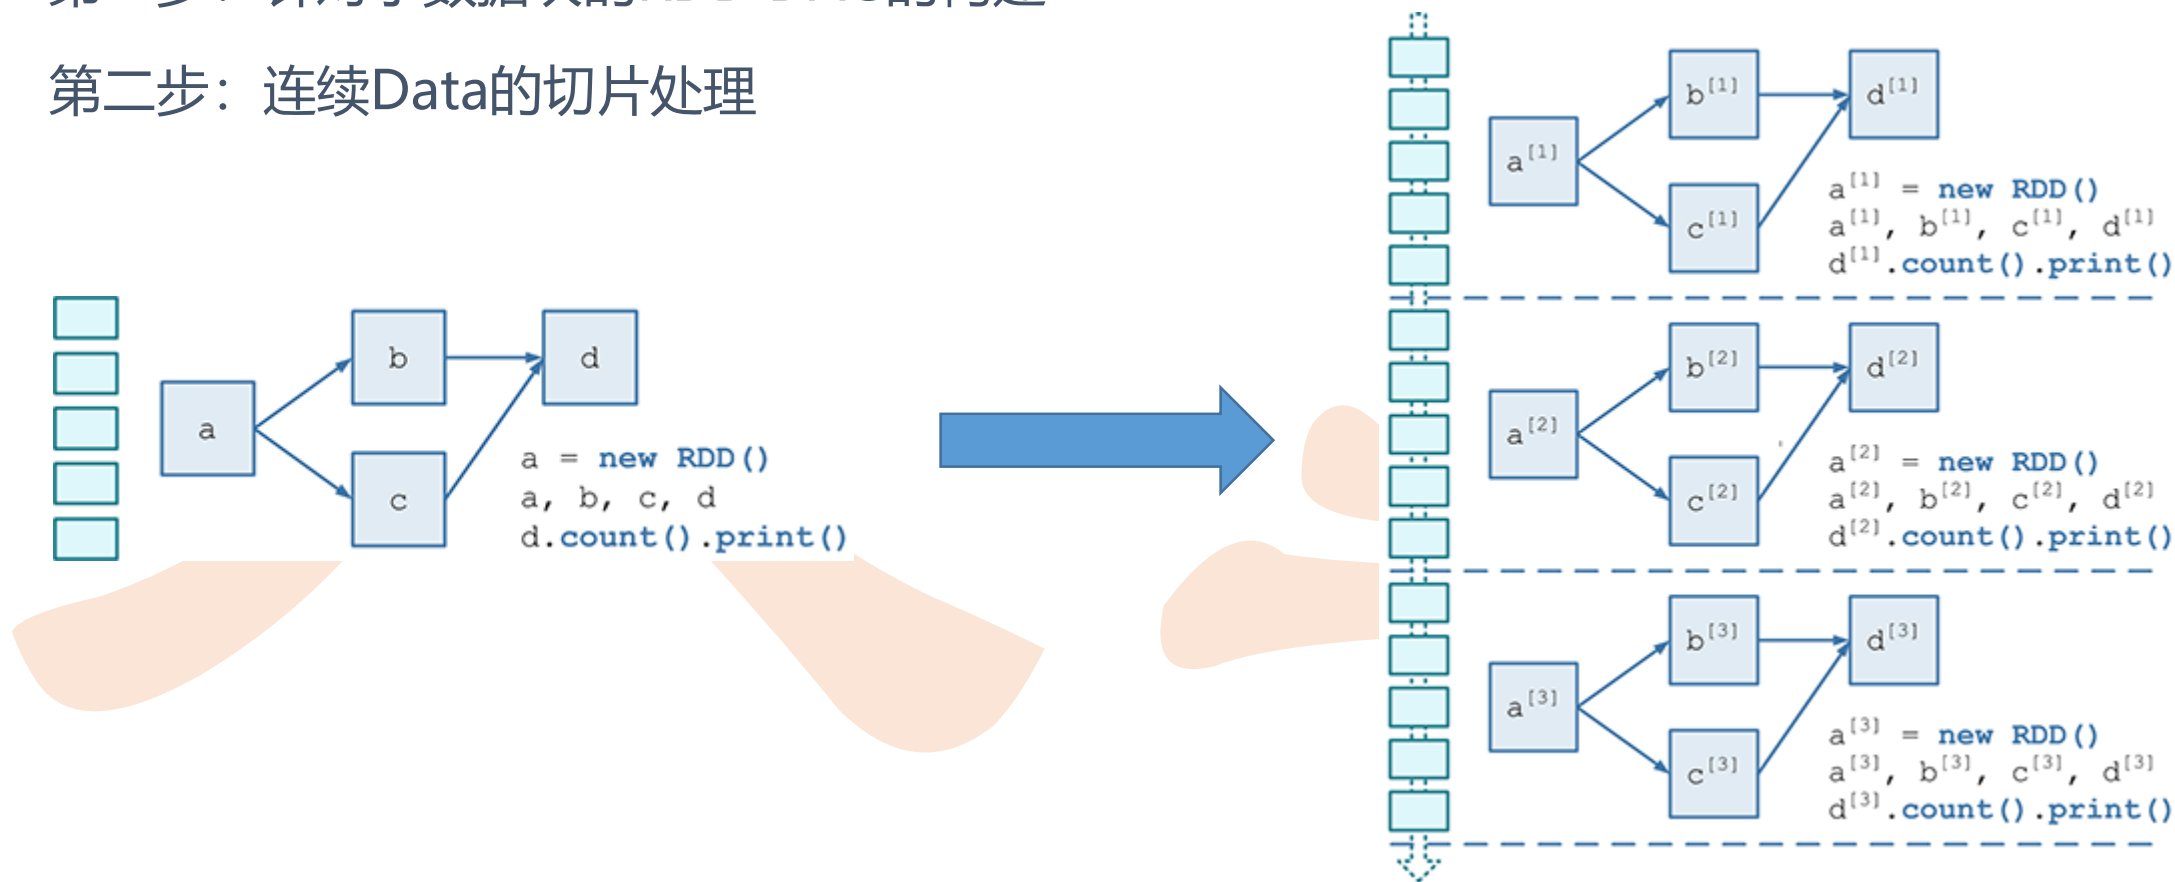 第二步：连续Data的切片处理
a
b
c
d
a = new RDD()
a, b, c, d
d.count().print()
a[1]
b[1]
c[1]
d[1]
a[1] = new RDD()
a[1], b[1], c[1], d[1]
d[1].count().print()
a[2]
b[2]
c[2]
d[2]
a[2] = new RDD()
a[2], b[2], c[2], d[2]
d[2].count().print()
a[3]
b[3]
c[3]
d[3]
a[3] = new RDD()
a[3], b[3], c[3], d[3]
d[3].count().print()